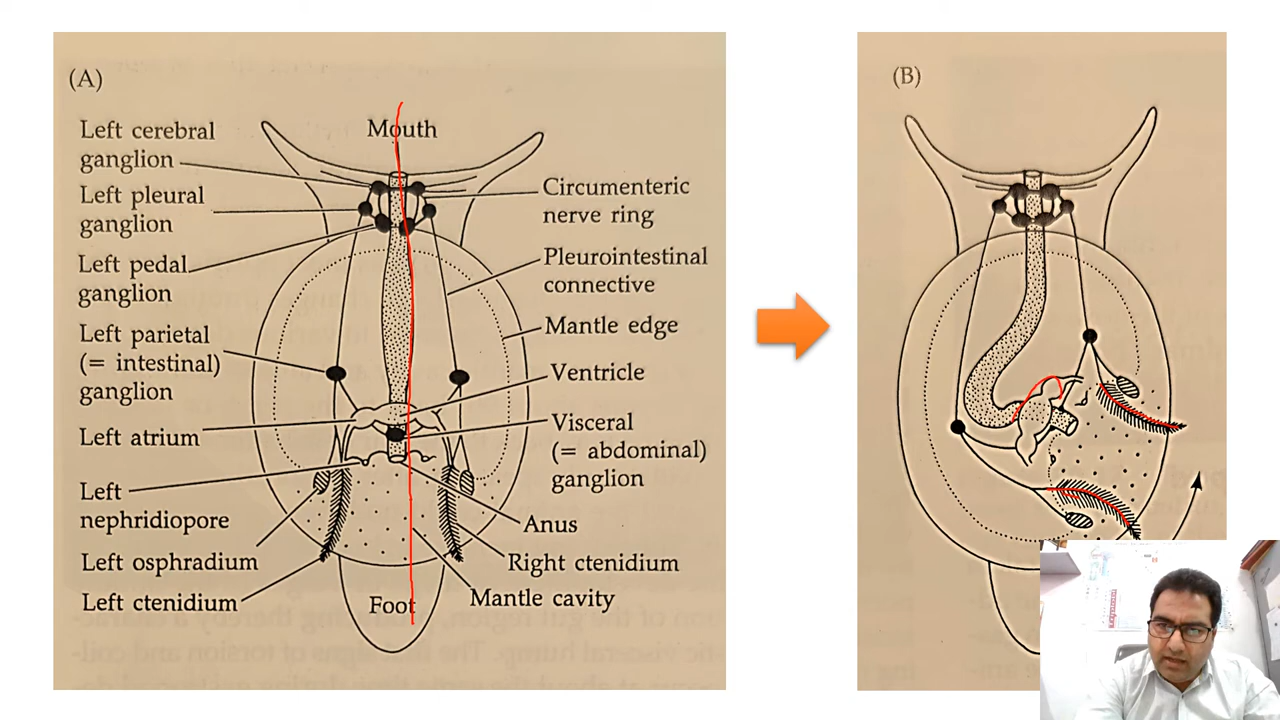 (A)
Mouth
Left cerebral
ganglion
Left pleural
ganglion
Left pedal
ganglion
Left parietal
(= intestinal)
ganglion
Left atrium
Left
nephridiopore
Left osphradium
Left ctenidium
Circumenteric
nerve ring
Pleurointestinal
connective
Mantle edge
Ventricle
Visceral
(= abdominal)
ganglion
Anus
Right ctenidium
Mantle cavity
Foot
(B)